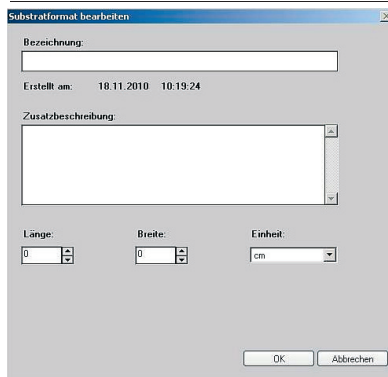 Substratformat bearbeiten
Bezeichnung:
Erstellt am: 18.11.2010 10:19:24
Zusatzbeschreibung:
Länge: Breite: Einheit:
0 0 cm
OK Abbrechen